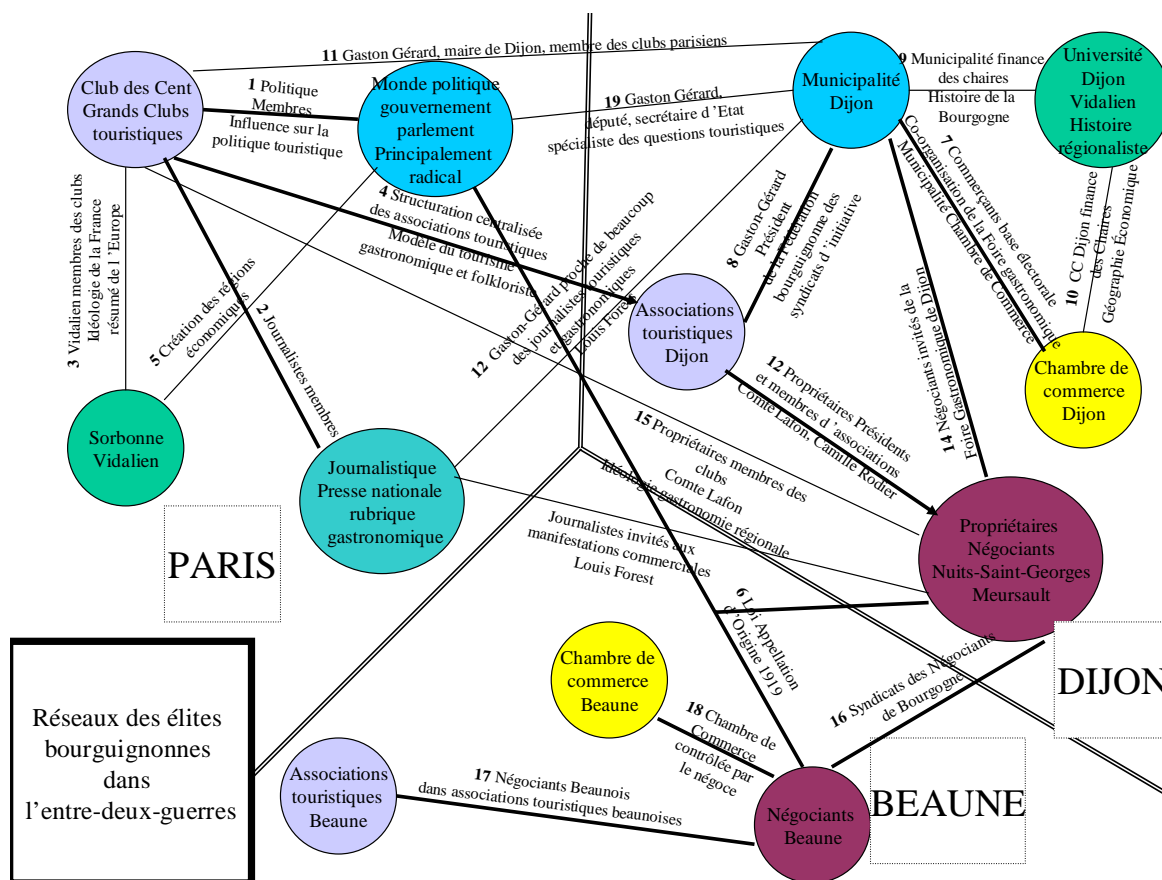 11 Gaston Gérard, maire de Dijon, membre des clubs parisiens
Club des Cent
Grands Clubs
touristiques
1 Politique
Membres
Influence sur la
politique touristique
Monde politique
gouvernement
parlement
Principalement
radical
19 Gaston Gérard,
député, secrétaire d ’Etat
spécialiste des questions touristiques
Municipalité
Dijon
9 Municipalité finance
des chaires
Histoire de la
Bourgogne
Université
Dijon
Vidalien
Histoire
régionaliste
3 Vidalien membres des clubs
Idéologie de la France
résumé de l ’Europe
5 Création des régions
économiques
2 Journalistes membres
4 Structuration centralisée
des associations touristiques
Modèle du tourisme
gastronomique et folkloriste
12 Gaston-Gérard proche de beaucoup
des journalistes touristiques
et gastronomiques
Louis Forest
8 Gaston-Gérard
Président
de la Fédération
bourguignonne des
syndicats d ’initiative
7 Commerçants base électorale
Co-organisation de la Foire gastronomique
Municipalité Chambre de Commerce
10 CC Dijon finance
des Chaires
Géographie Économique
Associations
touristiques
Dijon
Chambre de
commerce
Dijon
14 Négociants invités de la
Foire Gastronomique de Dijon
12 Propriétaires Présidents
et membres d ’associations
Comte Lafon, Camille Rodier
15 Propriétaires membres des
clubs
Comte Lafon
Idéologie gastronomie régionale
Sorbonne
Vidalien
Journalistique
Presse nationale
rubrique
gastronomique
Journalistes invités aux
manifestations commerciales
Louis Forest
Propriétaires
Négociants
Nuits-Saint-Georges
Meursault
PARIS
6 Loi Appellation
d’Origine 1919
Chambre de
commerce
Beaune
16 Syndicats des Négociants
de Bourgogne
DIJON
Réseaux des élites
bourguignonnes
dans
l’entre-deux-guerres
18 Chambre de
Commerce
contrôlée par
le négoce
Associations
touristiques
Beaune
17 Négociants Beaunois
dans associations touristiques beaunoises
Négociants
Beaune
BEAUNE